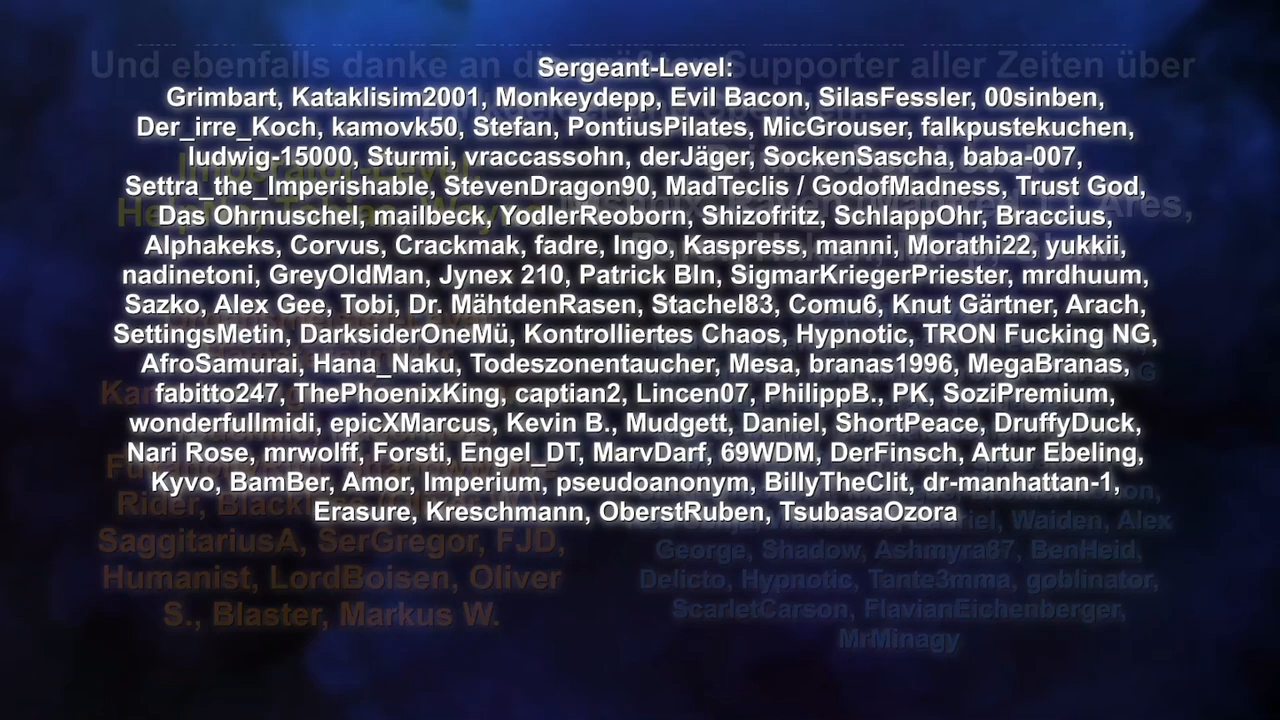 Sergeant-Level:
Grimbart, Kataklisim2001, Monkeydepp, Evil Bacon, SilasFessler, 00sinben,
Der_irre_Koch, kamovk50, Stefan, PontiusPilates, MicGrouser, falkpustekuchen,
ludwig-15000, Sturmi, vraccassohn, derJäger, SockenSascha, baba-007,
Settra_the_Imperishable, StevenDragon90, MadTeclis / GodofMadness, Trust God,
Das Ohrnuschel, mailbeck, YodlerReoborn, Shizofritz, SchlappOhr, Braccius,
Alphakeks, Corvus, Crackmak, fadre, Ingo, Kaspress, manni, Morathi22, yukkii,
nadinetoni, GreyOldMan, Jynex 210, Patrick Bln, SigmarKriegerPriester, mrdhuum,
Sazko, Alex Gee, Tobi, Dr. MähtdenRasen, Stachel83, Comu6, Knut Gärtner, Arach,
SettingsMetin, DarksiderOneMü, Kontrolliertes Chaos, Hypnotic, TRON Fucking NG,
AfroSamurai, Hana_Naku, Todeszonentaucher, Mesa, branas1996, MegaBranas,
fabitto247, ThePhoenixKing, captian2, Lincen07, PhilippB., PK, SoziPremium,
wonderfullmidi, epicXMarcus, Kevin B., Mudgett, Daniel, ShortPeace, DruffyDuck,
Nari Rose, mrwolff, Forsti, Engel_DT, MarvDarf, 69WDM, DerFinsch, Artur Ebeling,
Kyvo, BamBer, Amor, Imperium, pseudoanonym, BillyTheClit, dr-manhattan-1,
Erasure, Kreschmann, OberstRuben, TsubasaOzora
Und ebenfalls danke an Supporter aller Zeiten über
Rider,
SaggitariusA, SerGregor, FJD,
Humanist, LordBoisen, Oliver
S., Blaster, Markus W.
Waiden, Alex
George, Shadow, Ashmyra87, BenHeid,
Delicto, Hypnotic, Tante3mma, goblinator,
ScarletCarson, FlavianEichenberger,
MrMinagy